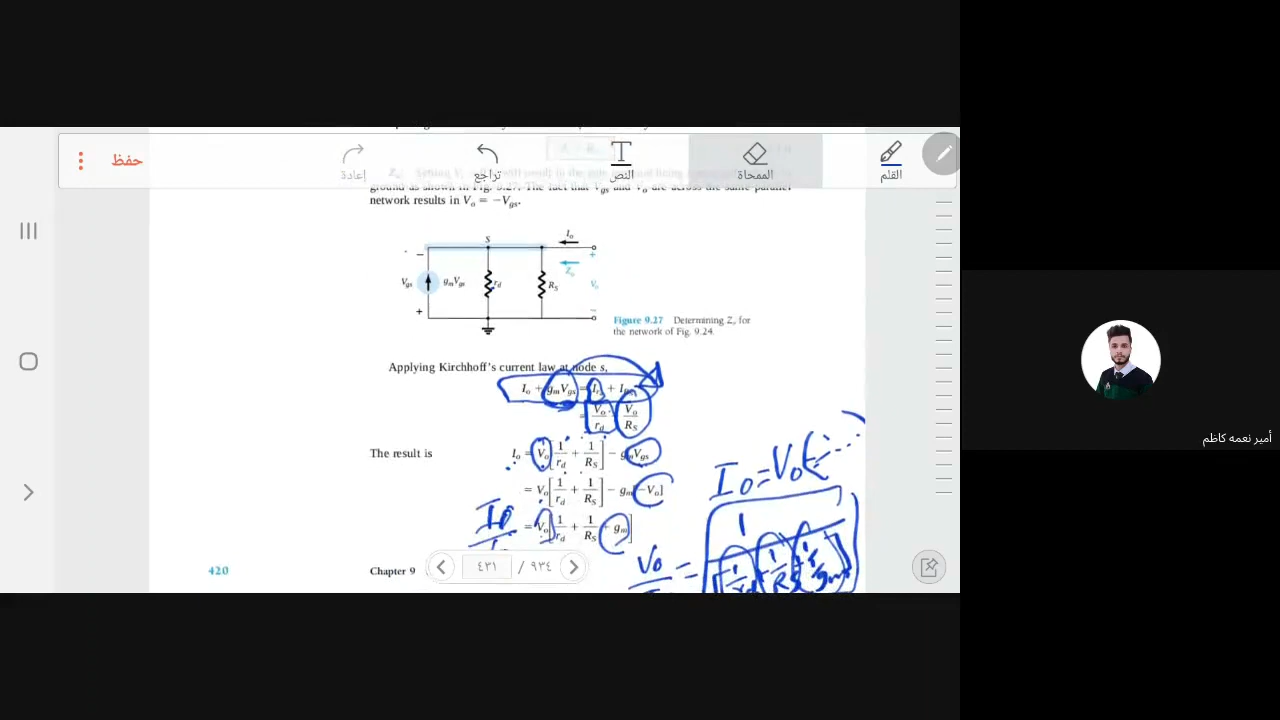 حفظ
إعادة
تراجع
T
النص
الممحاة
القلم
ground as shown in Fig. 9.27. The fact that Vgs and Vo are across the same parallel
network results in Vo = −Vgs.
S
Io
−
+
Vgs
gmVgs
rd
RS
Zo
Vo
+
−
Figure 9.27 Determining Zo for
the network of Fig. 9.24.
Applying Kirchhoff's current law at node s,
Io + gmVgs = I
= Vo/rd + Vo/RS
The result is
Io = Vo[1/rd + 1/RS] − gmVgs
= Vo[1/rd + 1/RS] − gm[−Vo]
= Vo[1/rd + 1/RS + gm]
Io = Vo(
Io
Vo
=
1
420
Chapter 9
٤٣١ / ٩٣٤
أمير نعمه كاظم